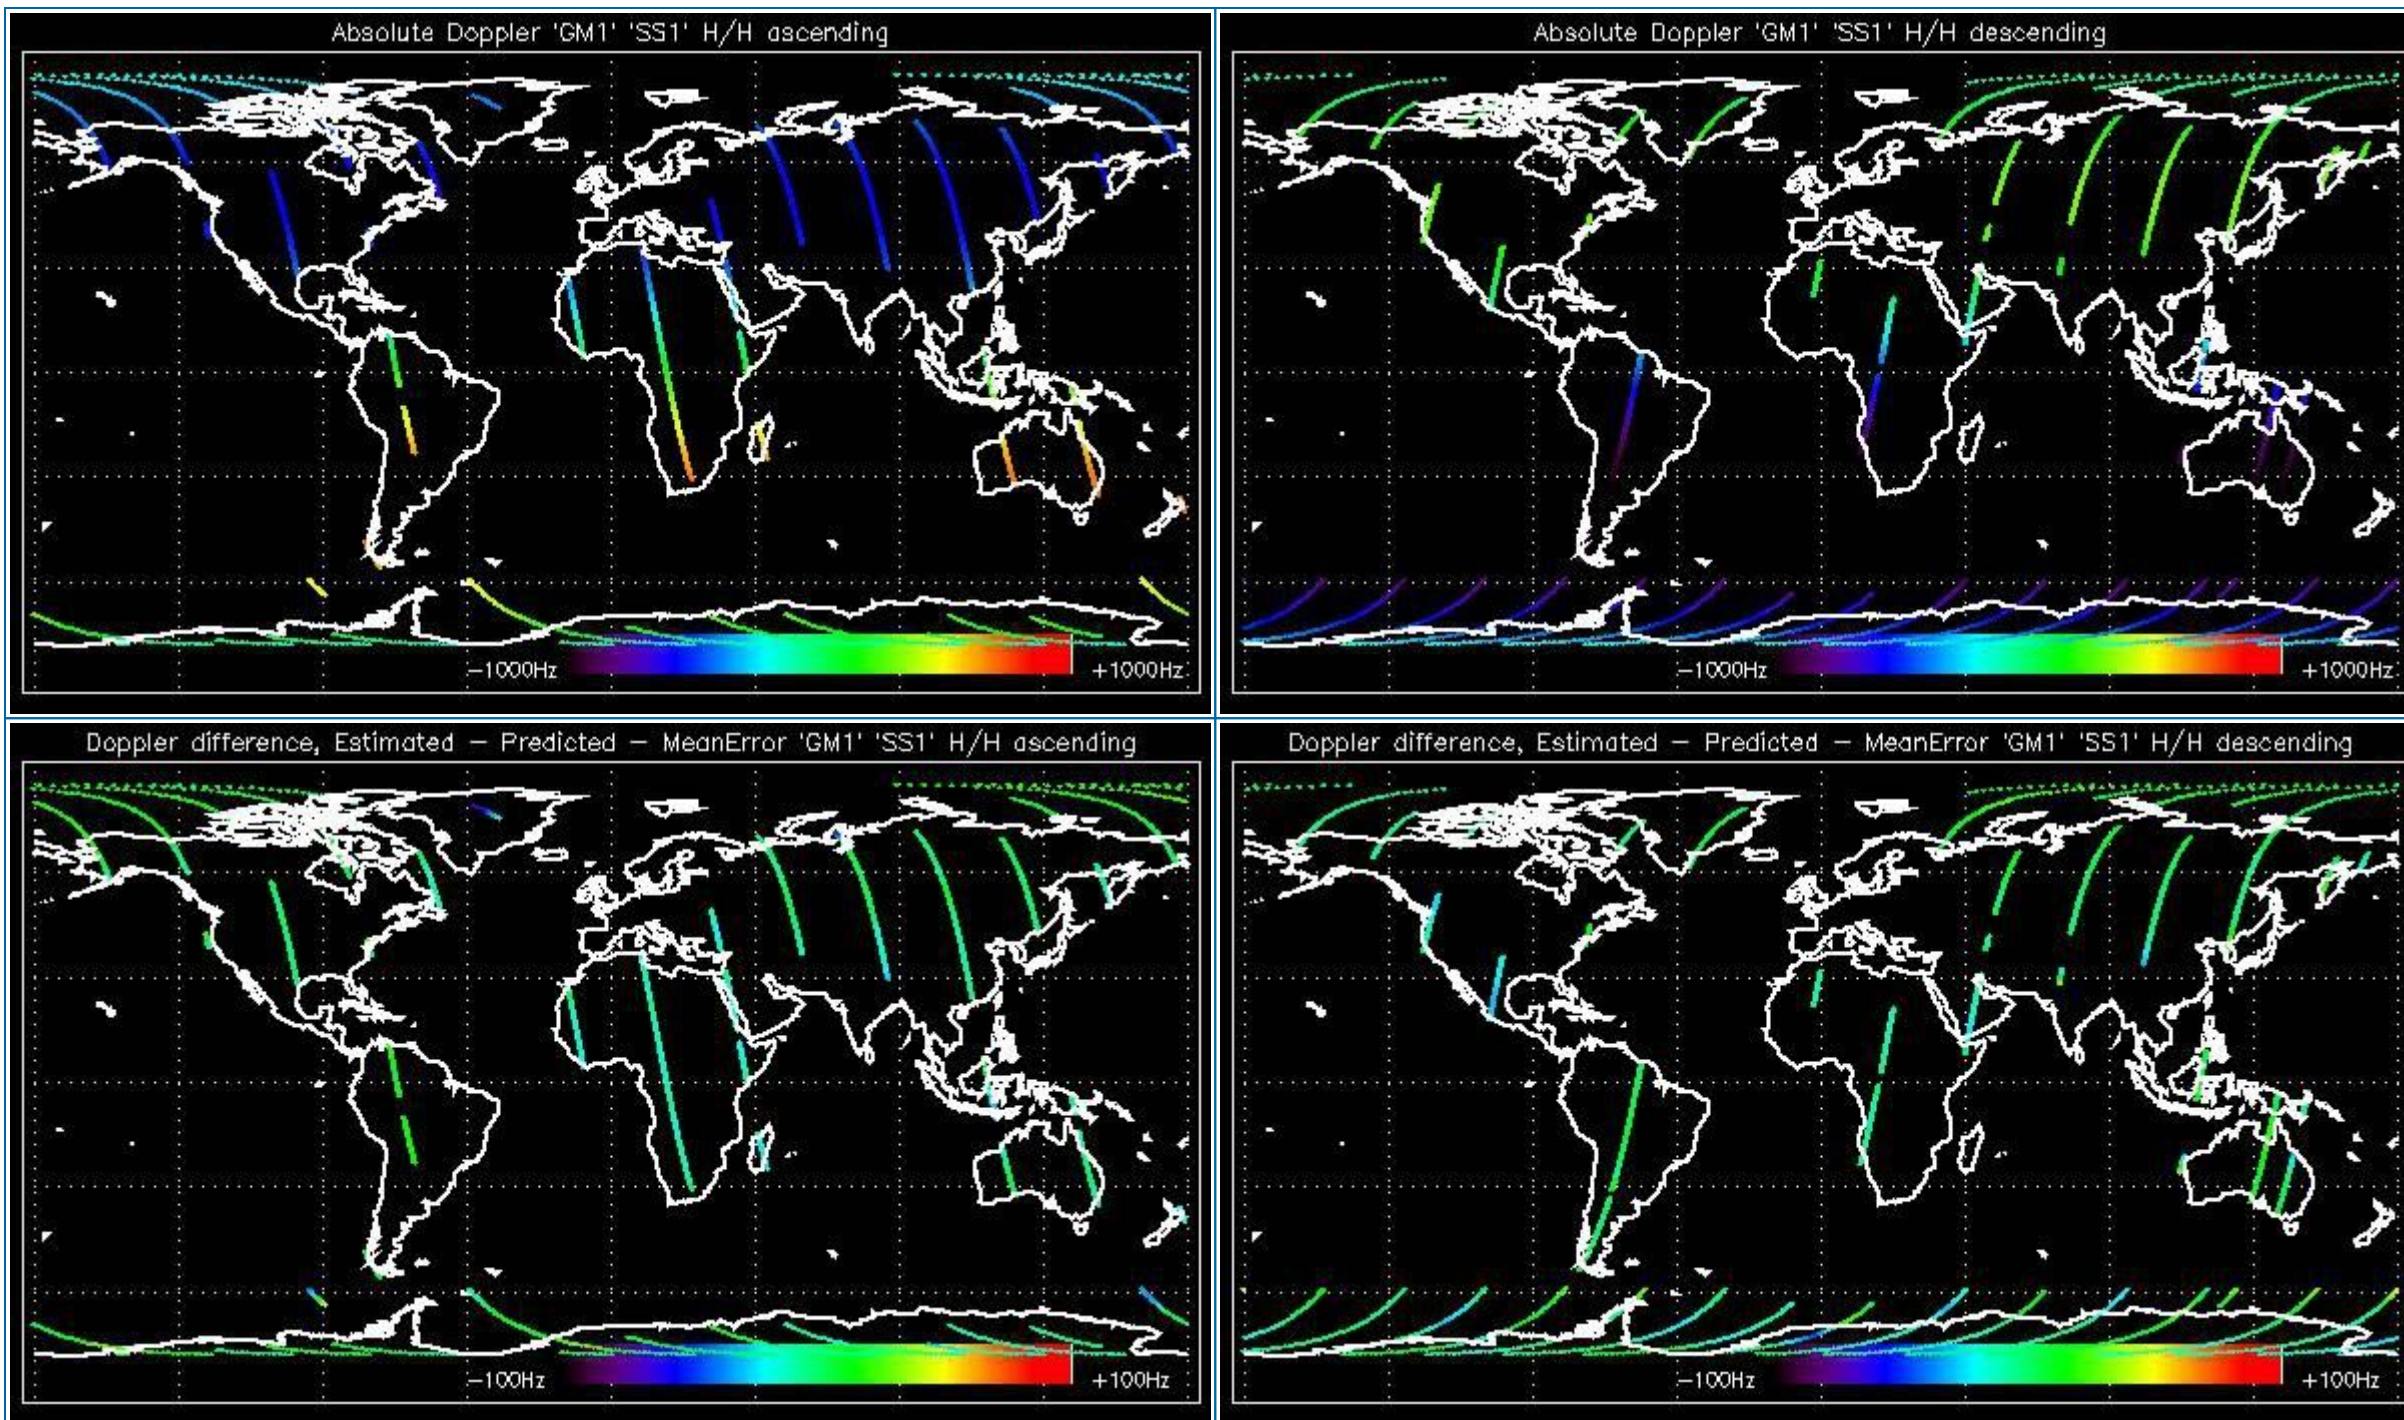 Absolute Doppler 'GM1' 'SS1' H/H ascending
-1000Hz
+1000Hz
Absolute Doppler 'GM1' 'SS1' H/H descending
-1000Hz
+1000Hz
Doppler difference, Estimated - Predicted - MeanError 'GM1' 'SS1' H/H ascending
-100Hz
+100Hz
Doppler difference, Estimated - Predicted - MeanError 'GM1' 'SS1' H/H descending
-100Hz
+100Hz